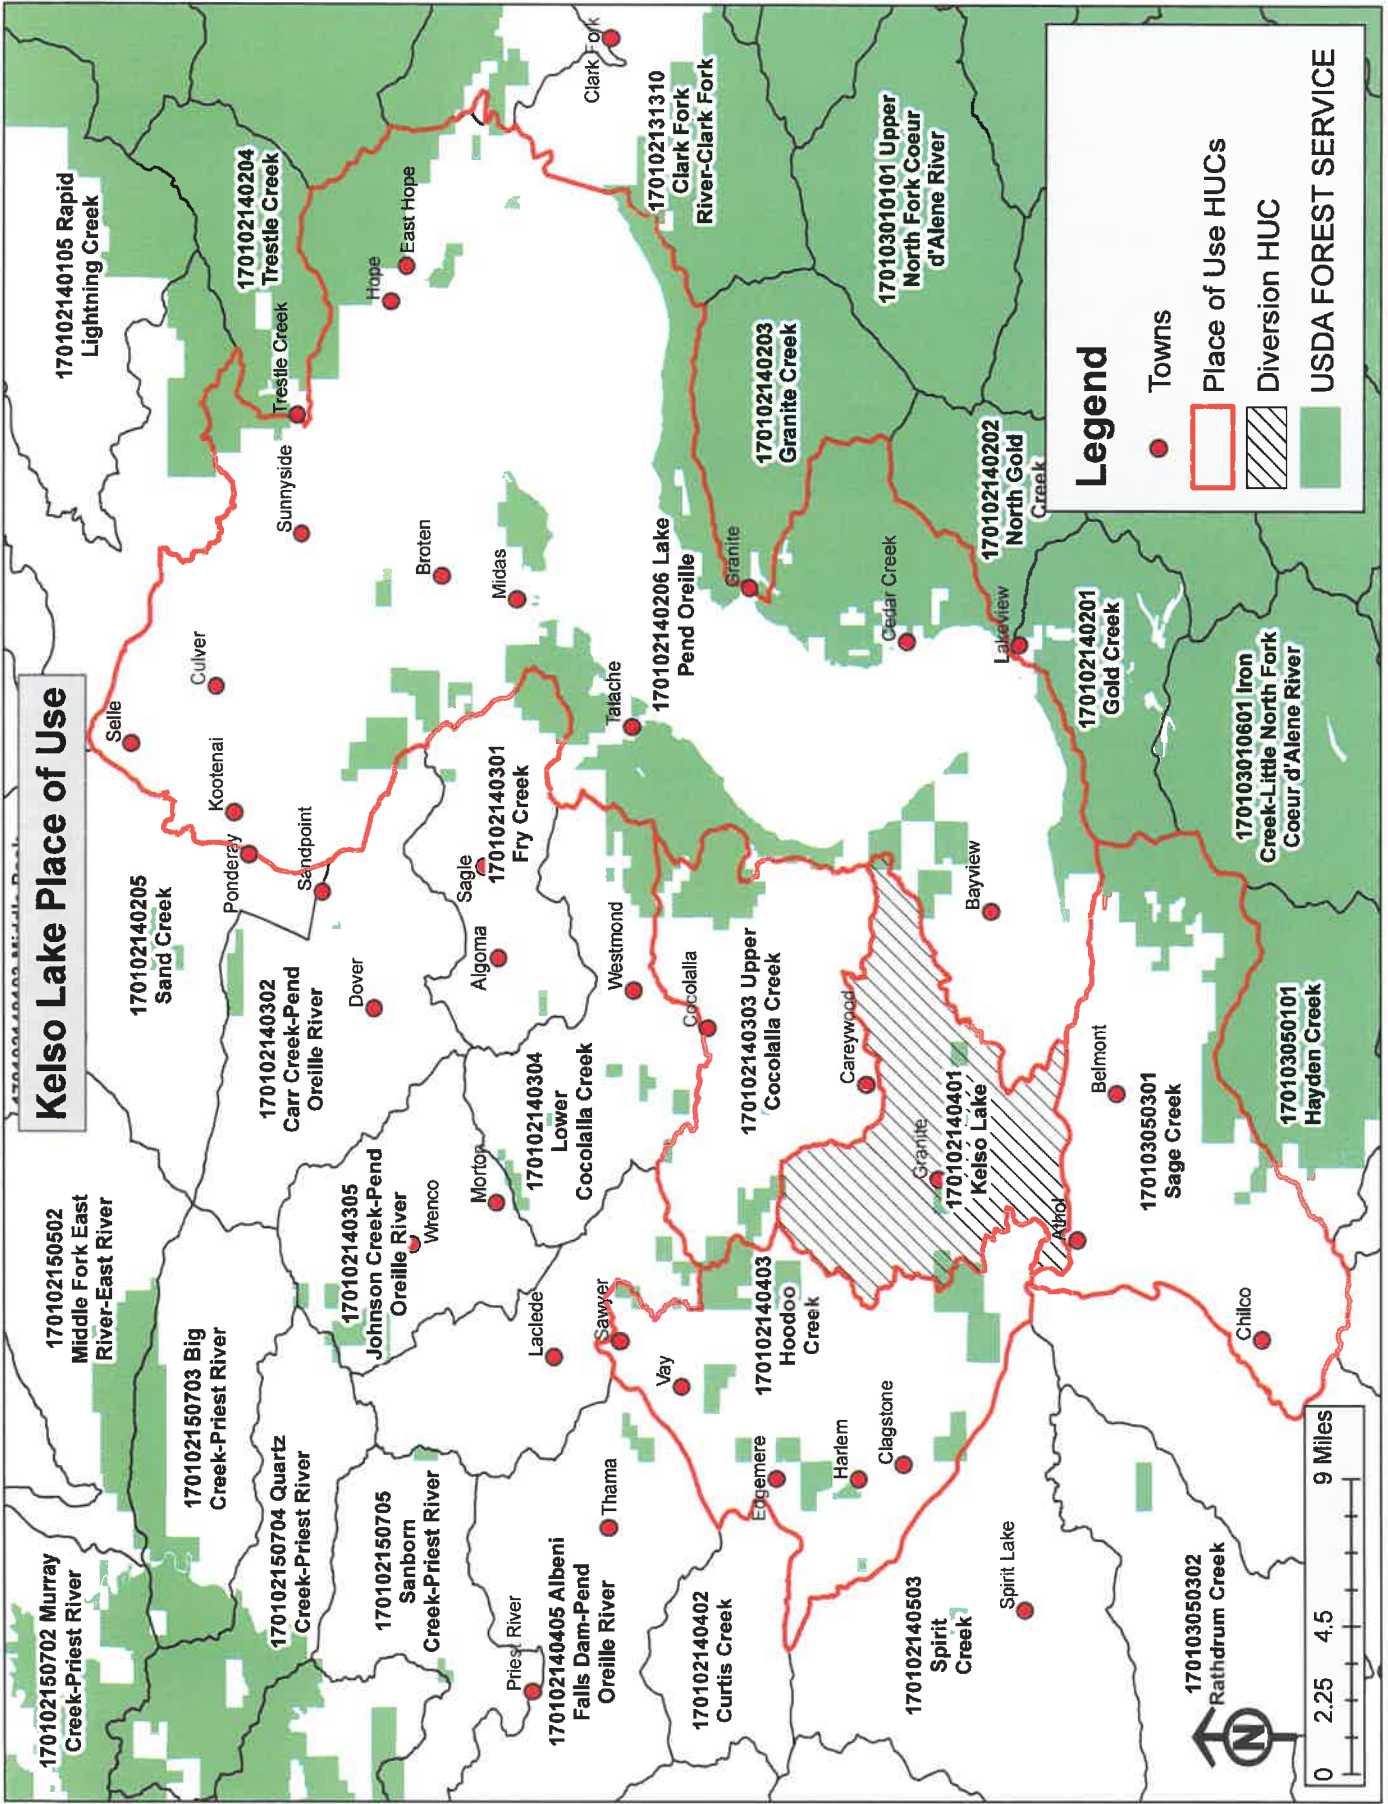 Kelso Lake Place of Use
170102150702 Murray
Creek-Priest River
170102150502
Middle Fork East
River-East River
170102150703 Big
Creek-Priest River
170102150704 Quartz
Creek-Priest River
170102150705
Sanborn
Creek-Priest River
170102140205
Sand Creek
170102140302
Carr Creek-Pend
Oreille River
170102140305
Johnson Creek-Pend
Oreille River
170102140105 Rapid
Lightning Creek
170102140204
Trestle Creek
Selle
Culver
Kootenai
Ponderay
Sandpoint
Dover
Wrenco
Morton
Laclede
Sawyer
Thama
Priest River
170102140405 Albeni
Falls Dam-Pend
Oreille River
170102140304
Lower
Cocolalla Creek
Algoma
Sagle
170102140301
Fry Creek
Westmond
Talache
Midas
Broten
Sunnyside
Trestle Creek
Hope
East Hope
Clark Fork
170102131310
Clark Fork
River-Clark Fork
170102140206 Lake
Pend Oreille
170102140402
Curtis Creek
Vay
Edgemere
Harlem
Clagstone
170102140403
Hoodoo
Creek
Cocolalla
170102140303 Upper
Cocolalla Creek
Careywood
Granite
170102140401
Kelso Lake
Granite
170102140203
Granite Creek
170103010101 Upper
North Fork Coeur
d'Alene River
Cedar Creek
Lakeview
170102140202
North Gold
Creek
170102140201
Gold Creek
Bayview
Athol
Belmont
170103050301
Sage Creek
170102140503
Spirit
Creek
Spirit Lake
170103050302
Rathdrum Creek
Chilco
170103050101
Hayden Creek
170103010601 Iron
Creek-Little North Fork
Coeur d'Alene River
N
0 2.25 4.5 9 Miles
Legend
Towns
Place of Use HUCs
Diversion HUC
USDA FOREST SERVICE